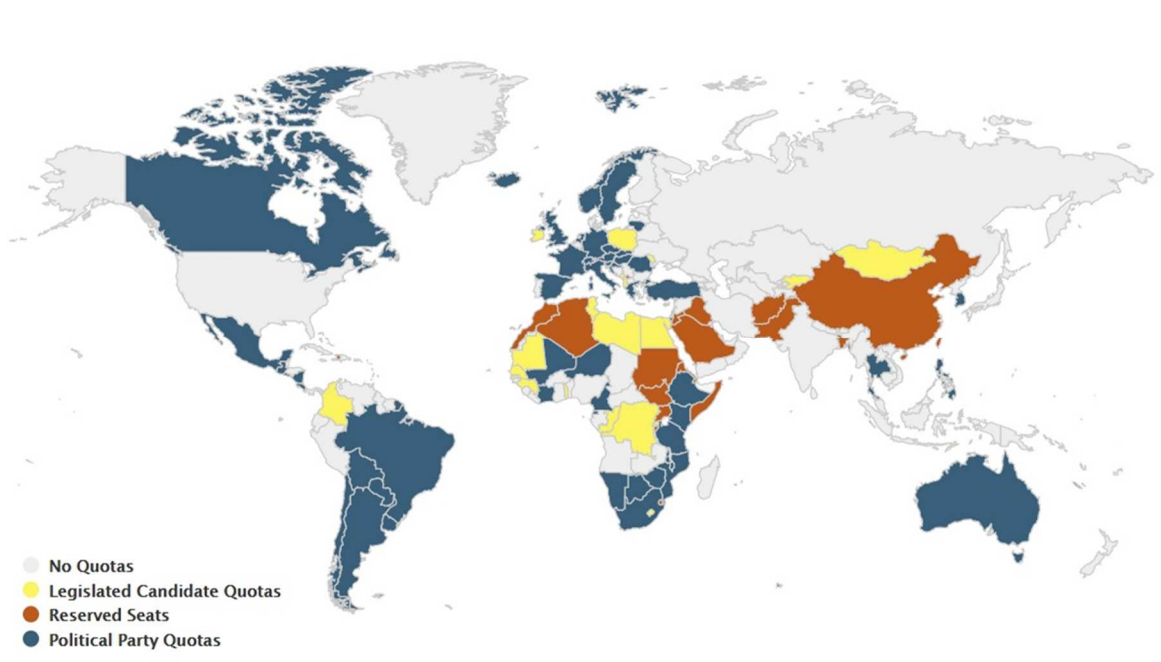 No Quotas
Legislated Candidate Quotas
Reserved Seats
Political Party Quotas